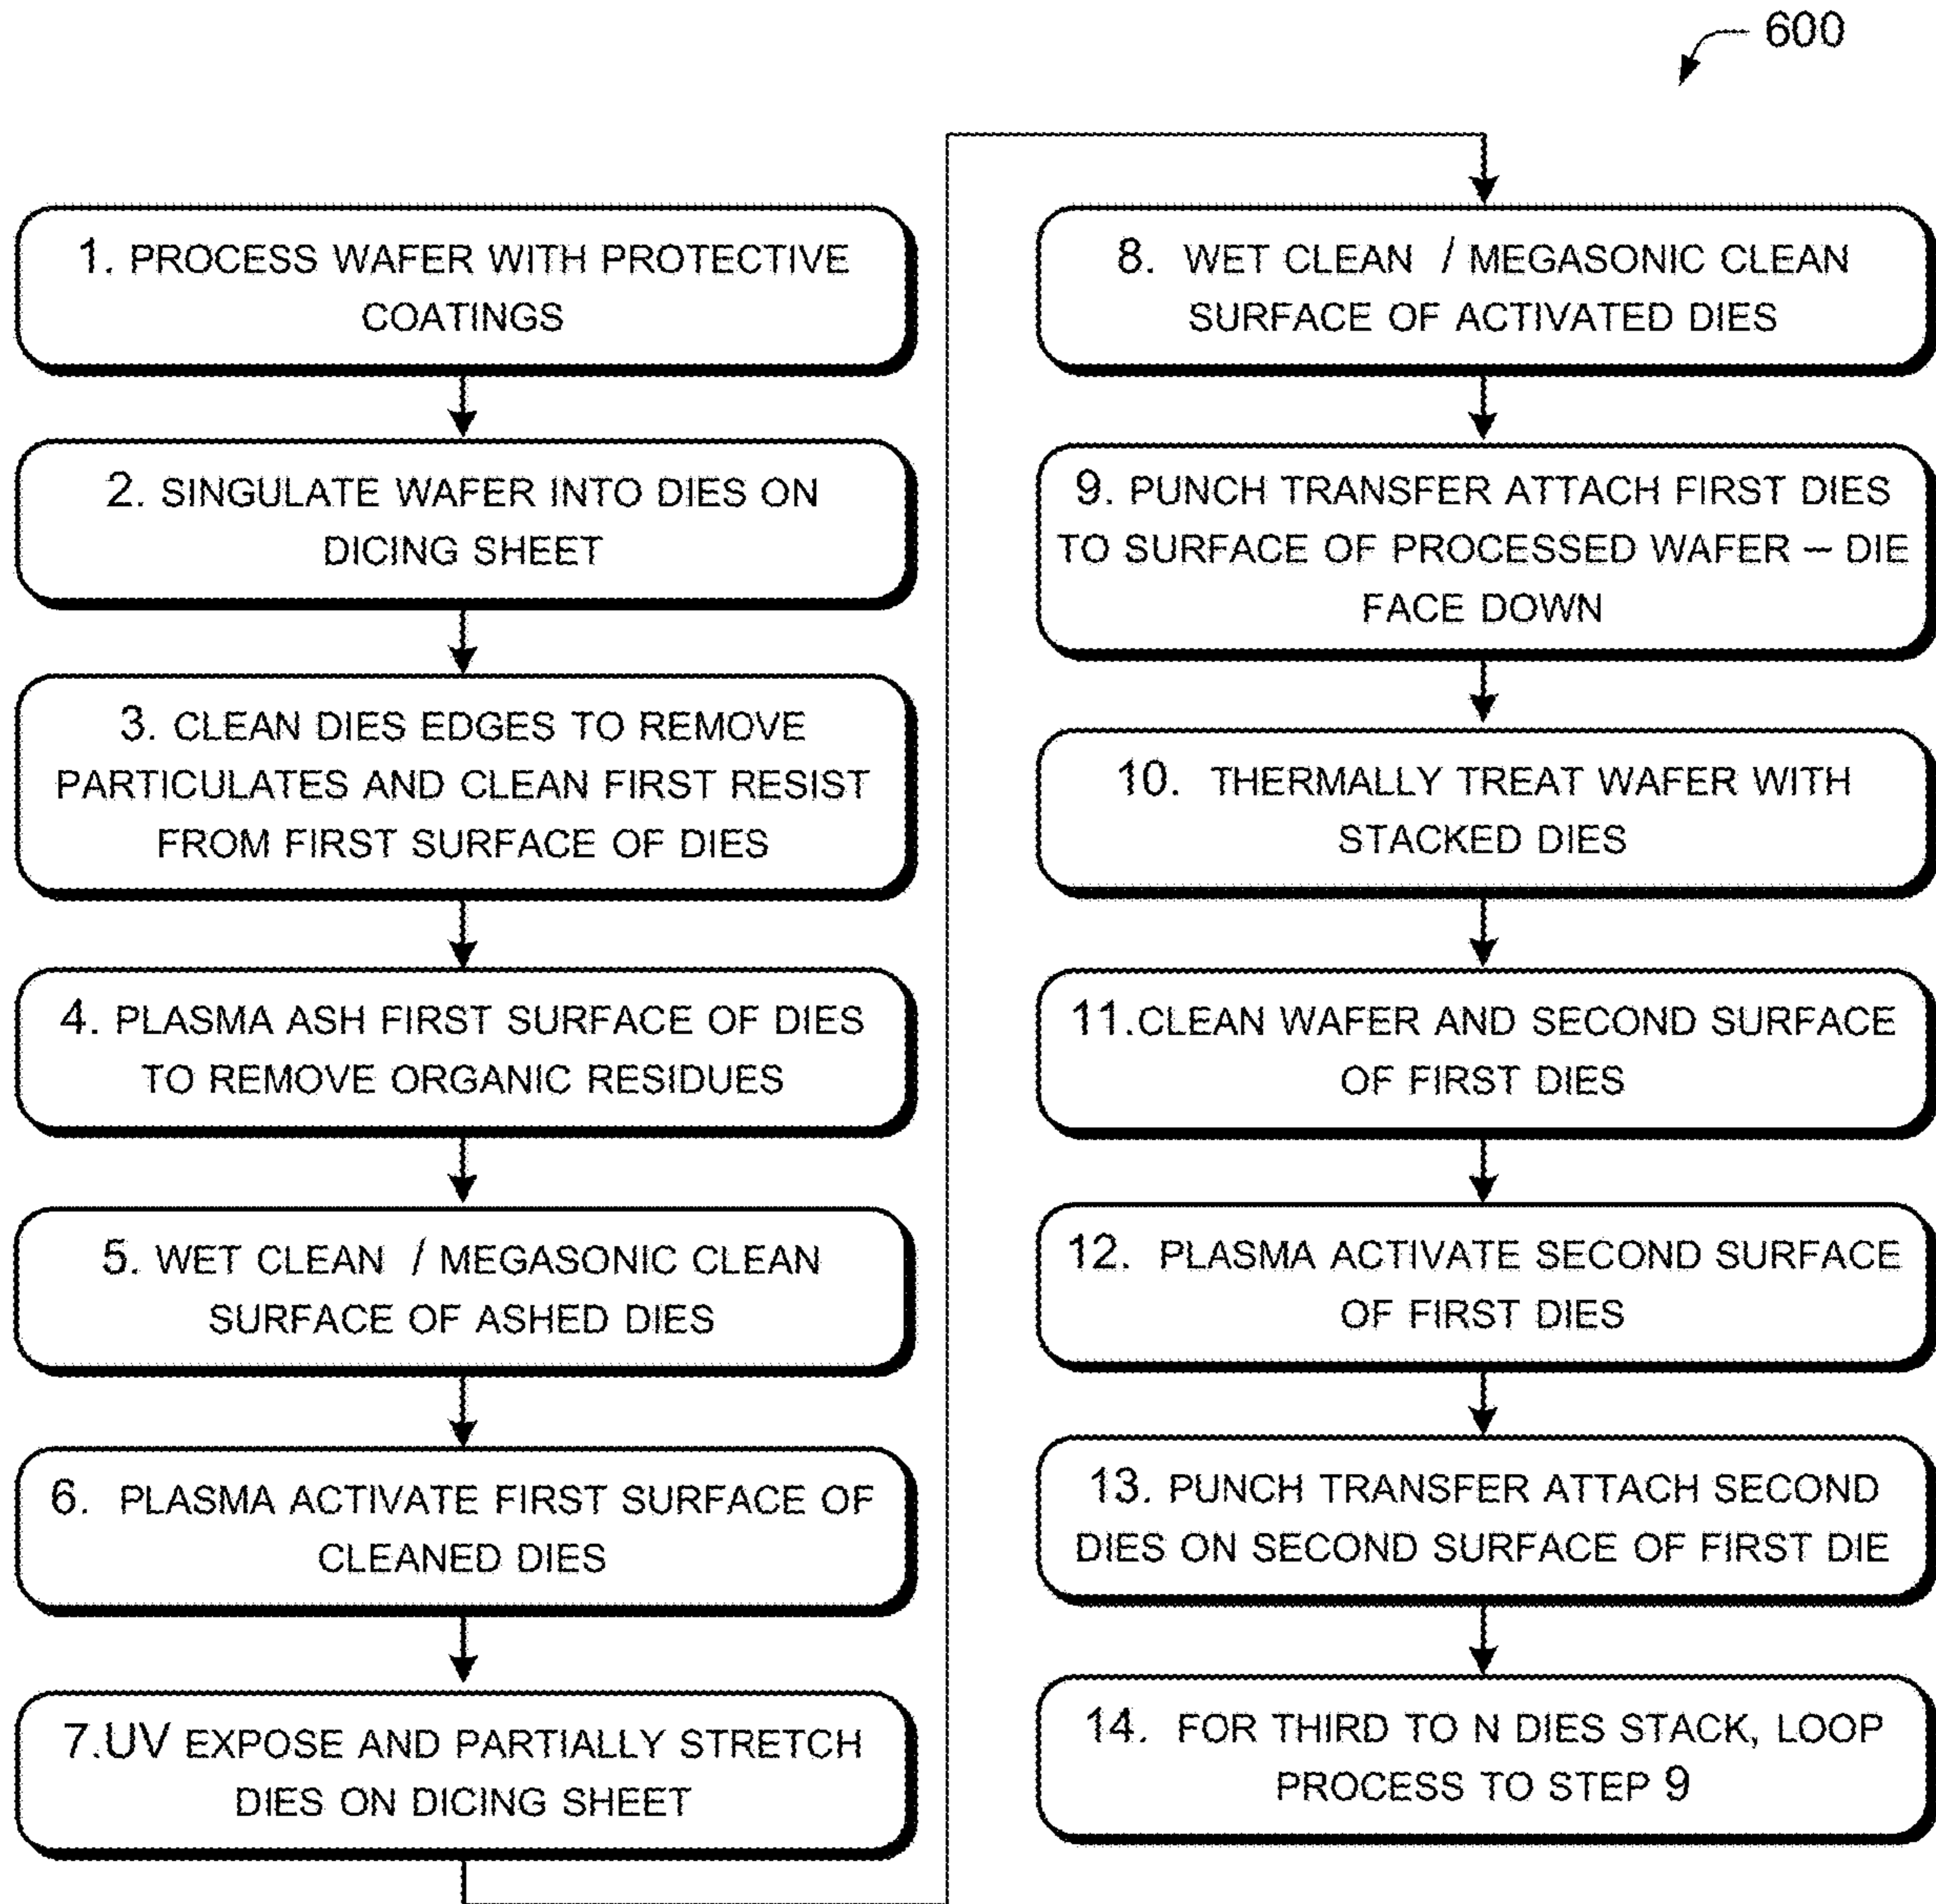 600
1. PROCESS WAFER WITH PROTECTIVE
COATINGS
2. SINGULATE WAFER INTO DIES ON
DICING SHEET
3. CLEAN DIES EDGES TO REMOVE
PARTICULATES AND CLEAN FIRST RESIST
FROM FIRST SURFACE OF DIES
4. PLASMA ASH FIRST SURFACE OF DIES
TO REMOVE ORGANIC RESIDUES
5. WET CLEAN / MEGASONIC CLEAN
SURFACE OF ASHED DIES
6. PLASMA ACTIVATE FIRST SURFACE OF
CLEANED DIES
7.UV EXPOSE AND PARTIALLY STRETCH
DIES ON DICING SHEET
8. WET CLEAN / MEGASONIC CLEAN
SURFACE OF ACTIVATED DIES
9. PUNCH TRANSFER ATTACH FIRST DIES
TO SURFACE OF PROCESSED WAFER – DIE
FACE DOWN
10. THERMALLY TREAT WAFER WITH
STACKED DIES
11.CLEAN WAFER AND SECOND SURFACE
OF FIRST DIES
12. PLASMA ACTIVATE SECOND SURFACE
OF FIRST DIES
13. PUNCH TRANSFER ATTACH SECOND
DIES ON SECOND SURFACE OF FIRST DIE
14. FOR THIRD TO N DIES STACK, LOOP
PROCESS TO STEP 9